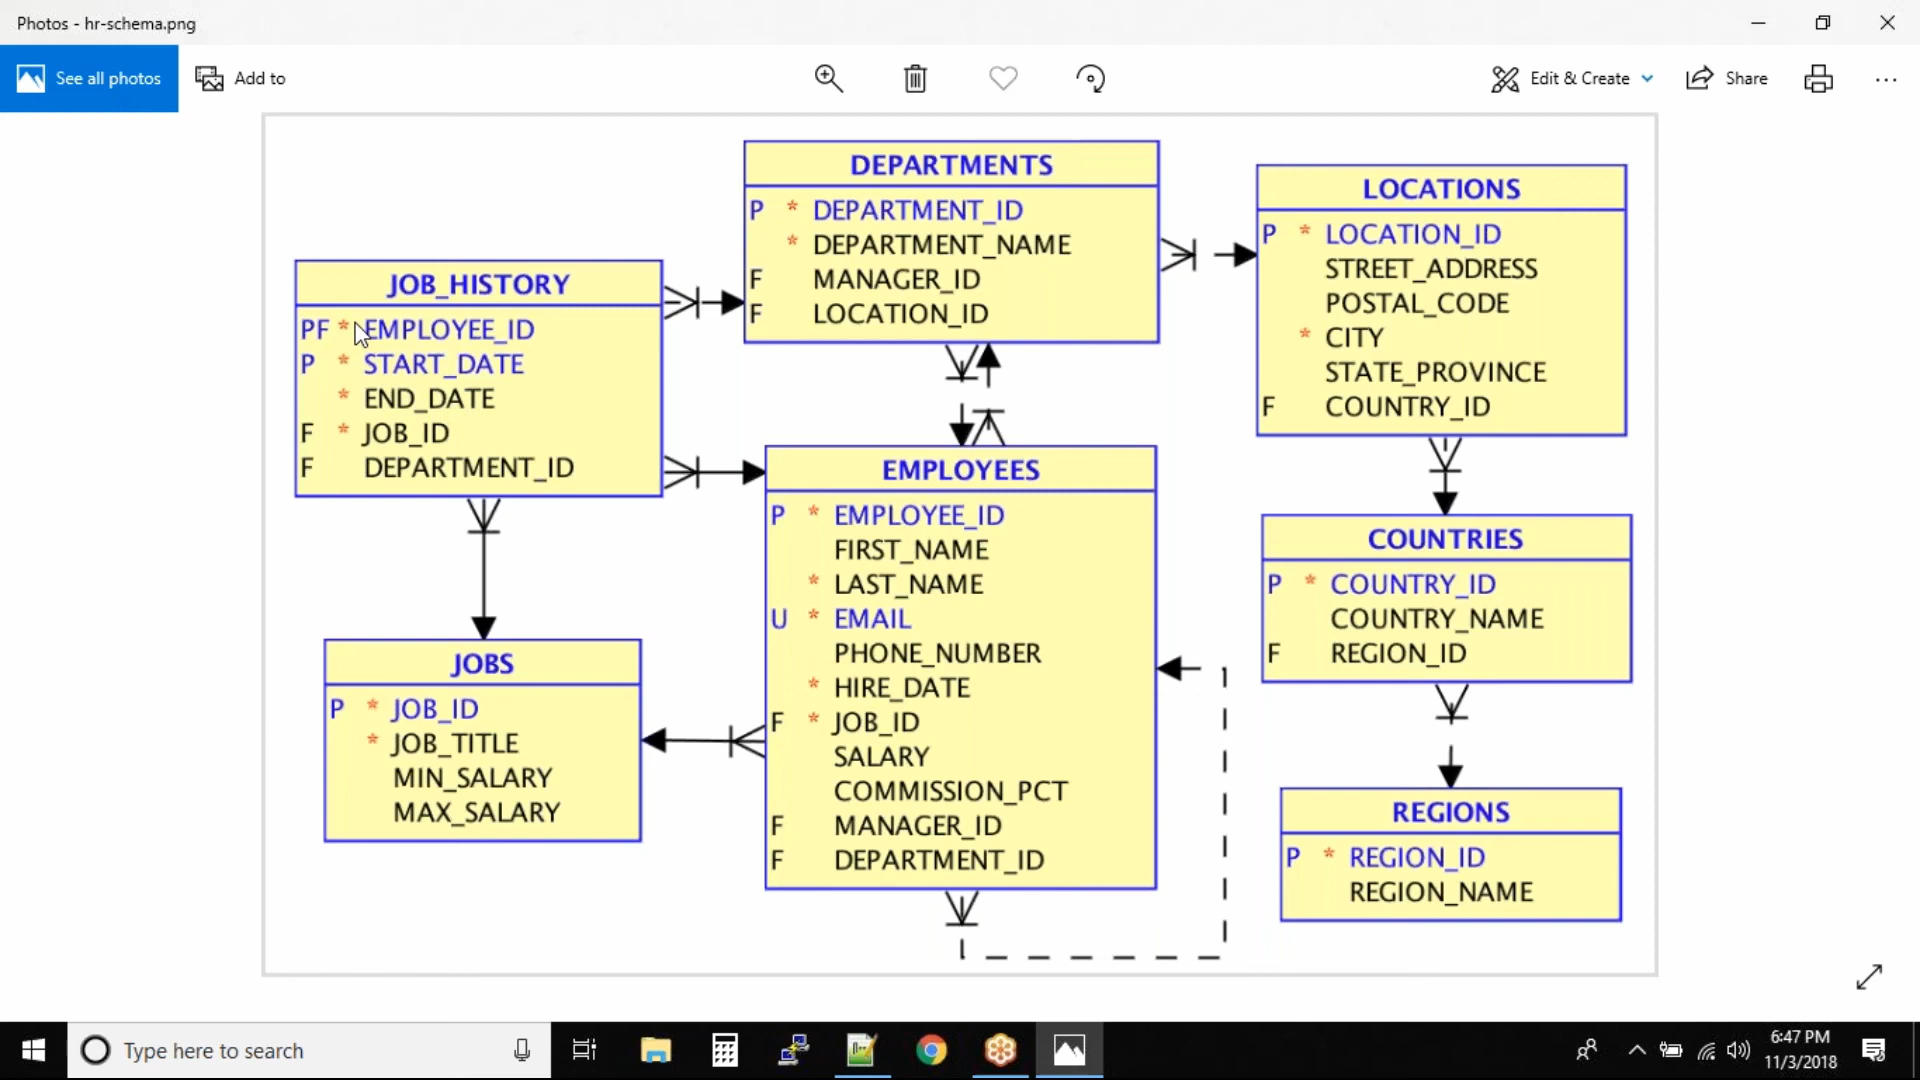 Photos - hr-schema.png
See all photos
Add to
Edit & Create
Share
DEPARTMENTS
P * DEPARTMENT_ID
* DEPARTMENT_NAME
F MANAGER_ID
F LOCATION_ID
LOCATIONS
P * LOCATION_ID
STREET_ADDRESS
POSTAL_CODE
* CITY
STATE_PROVINCE
F COUNTRY_ID
JOB_HISTORY
PF * EMPLOYEE_ID
P * START_DATE
* END_DATE
F * JOB_ID
F DEPARTMENT_ID
EMPLOYEES
P * EMPLOYEE_ID
FIRST_NAME
* LAST_NAME
U * EMAIL
PHONE_NUMBER
* HIRE_DATE
F * JOB_ID
SALARY
COMMISSION_PCT
F MANAGER_ID
F DEPARTMENT_ID
COUNTRIES
P * COUNTRY_ID
COUNTRY_NAME
F REGION_ID
JOBS
P * JOB_ID
* JOB_TITLE
MIN_SALARY
MAX_SALARY
REGIONS
P * REGION_ID
REGION_NAME
Type here to search
6:47 PM
11/3/2018